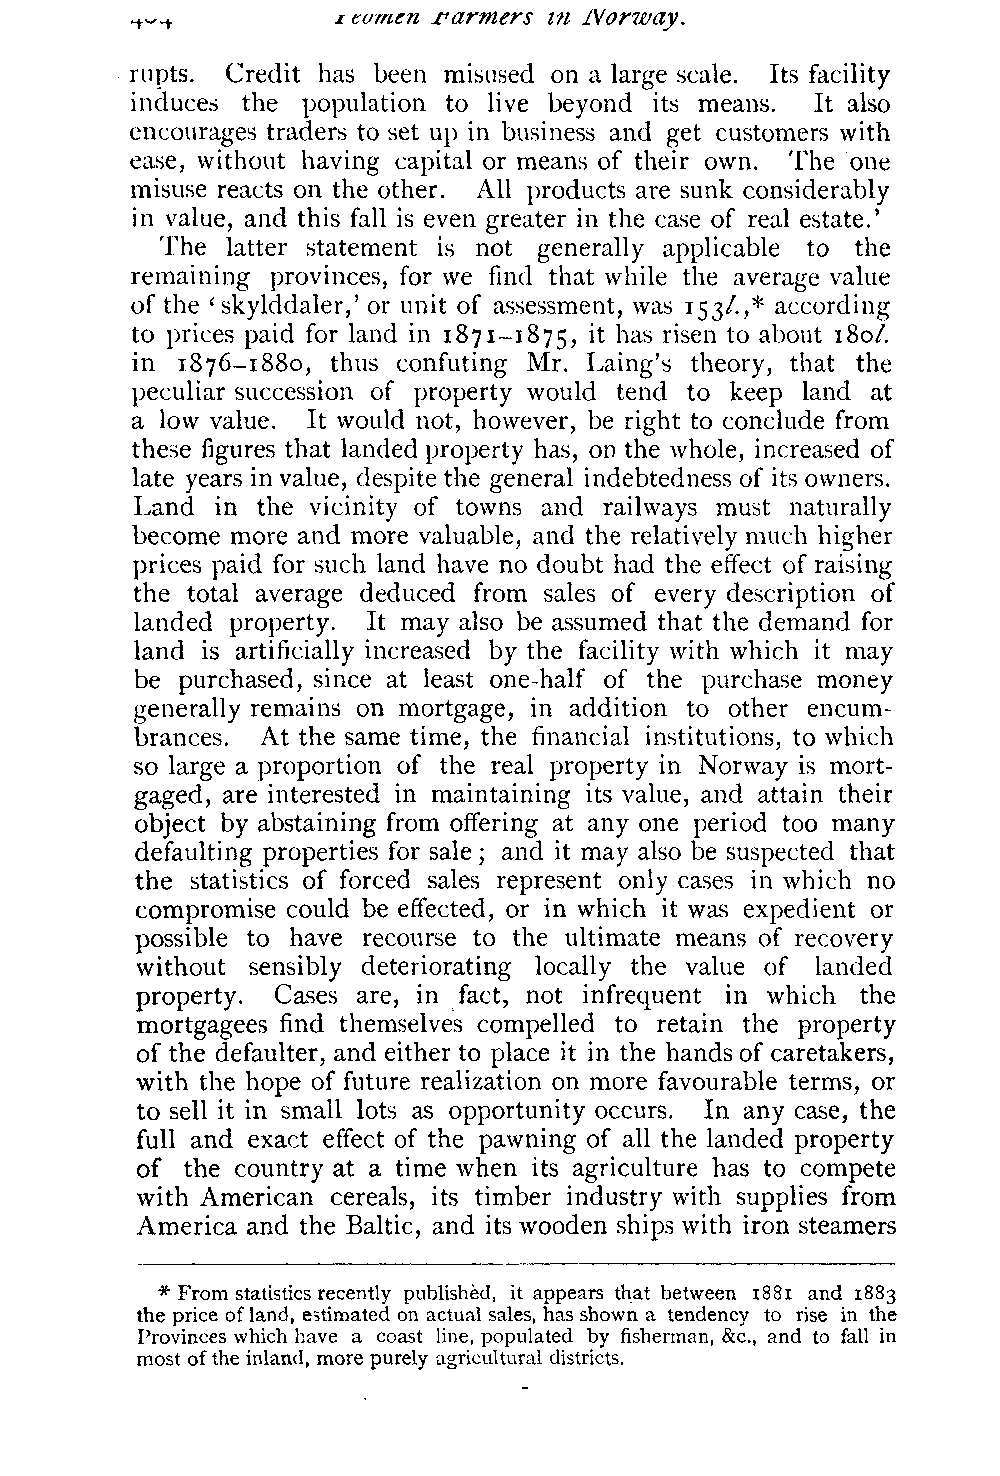 404 Yeomen Farmers in Norway.
rupts. Credit has been misused on a large scale. Its facility
induces the population to live beyond its means. It also
encourages traders to set up in business and get customers with
ease, without having capital or means of their own. The one
misuse reacts on the other. All products are sunk considerably
in value, and this fall is even greater in the case of real estate.’
The latter statement is not generally applicable to the
remaining provinces, for we find that while the average value
of the ‘skylddaler,’ or unit of assessment, was 153l.,* according
to prices paid for land in 1871–1875, it has risen to about 180l.
in 1876–1880, thus confuting Mr. Laing's theory, that the
peculiar succession of property would tend to keep land at
a low value. It would not, however, be right to conclude from
these figures that landed property has, on the whole, increased of
late years in value, despite the general indebtedness of its owners.
Land in the vicinity of towns and railways must naturally
become more and more valuable, and the relatively much higher
prices paid for such land have no doubt had the effect of raising
the total average deduced from sales of every description of
landed property. It may also be assumed that the demand for
land is artificially increased by the facility with which it may
be purchased, since at least one-half of the purchase money
generally remains on mortgage, in addition to other encum-
brances. At the same time, the financial institutions, to which
so large a proportion of the real property in Norway is mort-
gaged, are interested in maintaining its value, and attain their
object by abstaining from offering at any one period too many
defaulting properties for sale; and it may also be suspected that
the statistics of forced sales represent only cases in which no
compromise could be effected, or in which it was expedient or
possible to have recourse to the ultimate means of recovery
without sensibly deteriorating locally the value of landed
property. Cases are, in fact, not infrequent in which the
mortgagees find themselves compelled to retain the property
of the defaulter, and either to place it in the hands of caretakers,
with the hope of future realization on more favourable terms, or
to sell it in small lots as opportunity occurs. In any case, the
full and exact effect of the pawning of all the landed property
of the country at a time when its agriculture has to compete
with American cereals, its timber industry with supplies from
America and the Baltic, and its wooden ships with iron steamers
* From statistics recently published, it appears that between 1881 and 1883
the price of land, estimated on actual sales, has shown a tendency to rise in the
Provinces which have a coast line, populated by fisherman, &c., and to fall in
most of the inland, more purely agricultural districts.